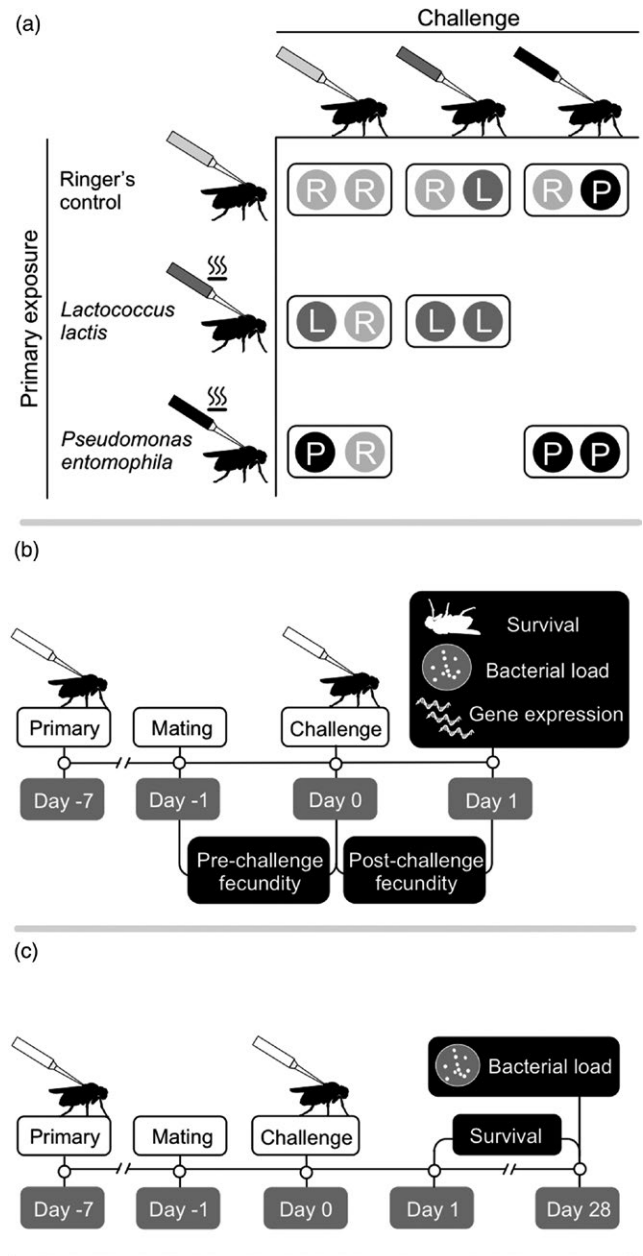 (a)
Challenge
Primary exposure
Ringer's
control
R R R L R P
Lactococcus
lactis
L R L L
Pseudomonas
entomophila
P R P P
(b)
Survival
Bacterial load
Gene expression
Primary Mating Challenge
Day -7 Day -1 Day 0 Day 1
Pre-challenge
fecundity
Post-challenge
fecundity
(c)
Bacterial load
Survival
Primary Mating Challenge
Day -7 Day -1 Day 0 Day 1 Day 28